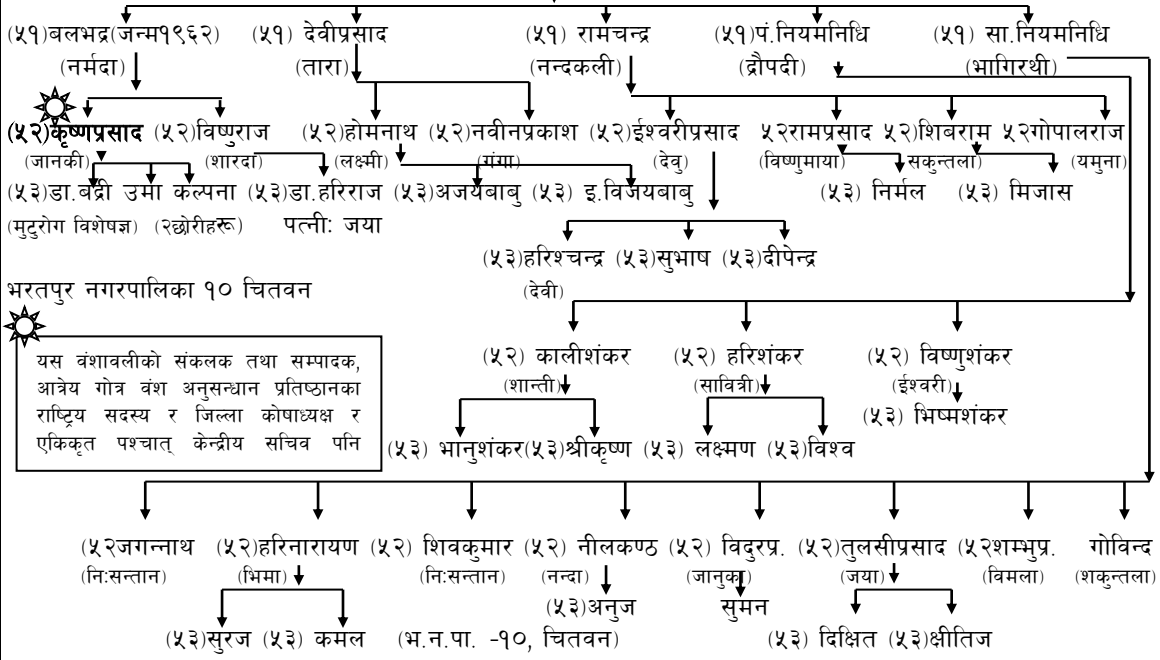 (५१)बलभद्र(जन्म१९६२) (५१) देवीप्रसाद (५१) रामचन्द्र (५१)पं.नियमनिधि (५१) सा.नियमनिधि
(नर्मदा) (तारा) (नन्दकली) (द्रौपदी) (भागिरथी)
(५२)कृष्णप्रसाद (५२)विष्णुराज (५२)होमनाथ (५२)नवीनप्रकाश (५२)ईश्वरीप्रसाद ५२रामप्रसाद ५२)शिबराम ५२गोपालराज
(जानकी) (शारदा) (लक्ष्मी) (गंगा) (देवु) (विष्णुमाया) (सकुन्तला) (यमुना)
(५३)डा.बद्री उमा कल्पना (५३)डा.हरिराज (५३)अजयबाबु (५३) इ.विजयबाबु (५३) निर्मल (५३) मिजास
(मुटुरोग विशेषज्ञ) (२छोरीहरू) पत्नी: जया
(५३)हरिश्चन्द्र (५३)सुभाष (५३)दीपेन्द्र
(देवी)
भरतपुर नगरपालिका १० चितवन
(५२) कालीशंकर (५२) हरिशंकर (५२) विष्णुशंकर
(शान्ती) (सावित्री) (ईश्वरी)
(५३) भिष्मशंकर
यस वंशावलीको संकलक तथा सम्पादक,
आत्रेय गोत्र वंश अनुसन्धान प्रतिष्ठानका
राष्ट्रिय सदस्य र जिल्ला कोषाध्यक्ष र
एकिकृत पश्चात् केन्द्रीय सचिव पनि
(५३) भानुशंकर(५३)श्रीकृष्ण (५३) लक्ष्मण (५३)विश्व
(५२जगन्नाथ (५२)हरिनारायण (५२) शिवकुमार (५२) नीलकण्ठ (५२) विदुरप्र. (५२)तुलसीप्रसाद (५२शम्भुप्र. गोविन्द
(नि:सन्तान) (भिमा) (नि:सन्तान) (नन्दा) (जानुका) (जया) (विमला) (शकुन्तला)
(५३)अनुज सुमन
(५३)सुरज (५३) कमल (भ.न.पा. -१०, चितवन) (५३) दिक्षित (५३)क्षीतिज